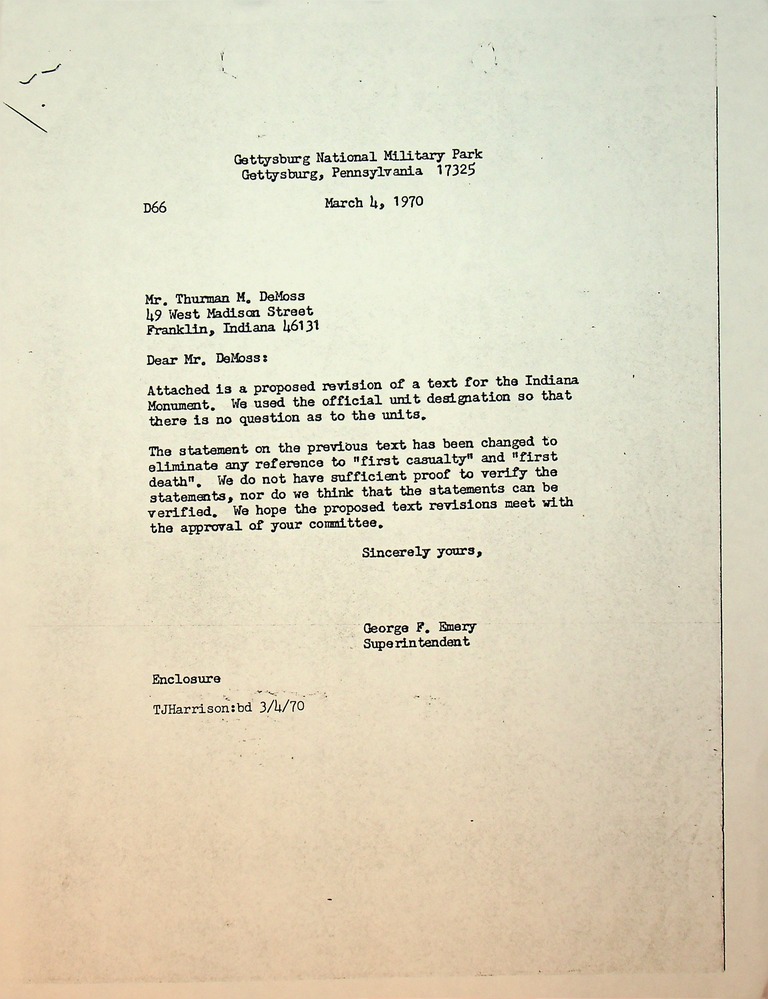 Gettysburg National Military Park
Gettysburg, Pennsylvania 17325
D66
March 4, 1970
Mr. Thurman M. DeMoss
49 West Madison Street
Franklin, Indiana 46131
Dear Mr. DeMoss:
Attached is a proposed revision of a text for the Indiana
Monument. We used the official unit designation so that
there is no question as to the units.
The statement on the previous text has been changed to
eliminate any reference to "first casualty" and "first
death". We do not have sufficient proof to verify the
statements, nor do we think that the statements can be
verified. We hope the proposed text revisions meet with
the approval of your committee.
Sincerely yours,
George F. Emery
Superintendent
Enclosure
TJHarrison:bd 3/4/70